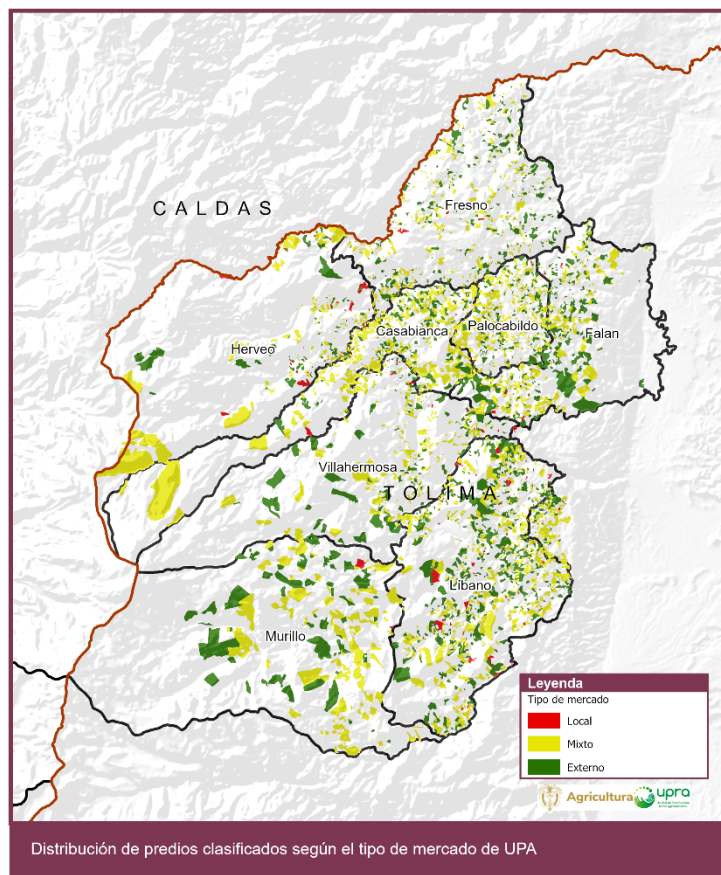 CALDAS
Fresno
Casabianca
Palocabildo
Falan
Herveo
Villahermosa
TOLIMA
Líbano
Murillo
Leyenda
Tipo de mercado
Local
Mixto
Externo
Agricultura
upra
Distribución de predios clasificados según el tipo de mercado de UPA